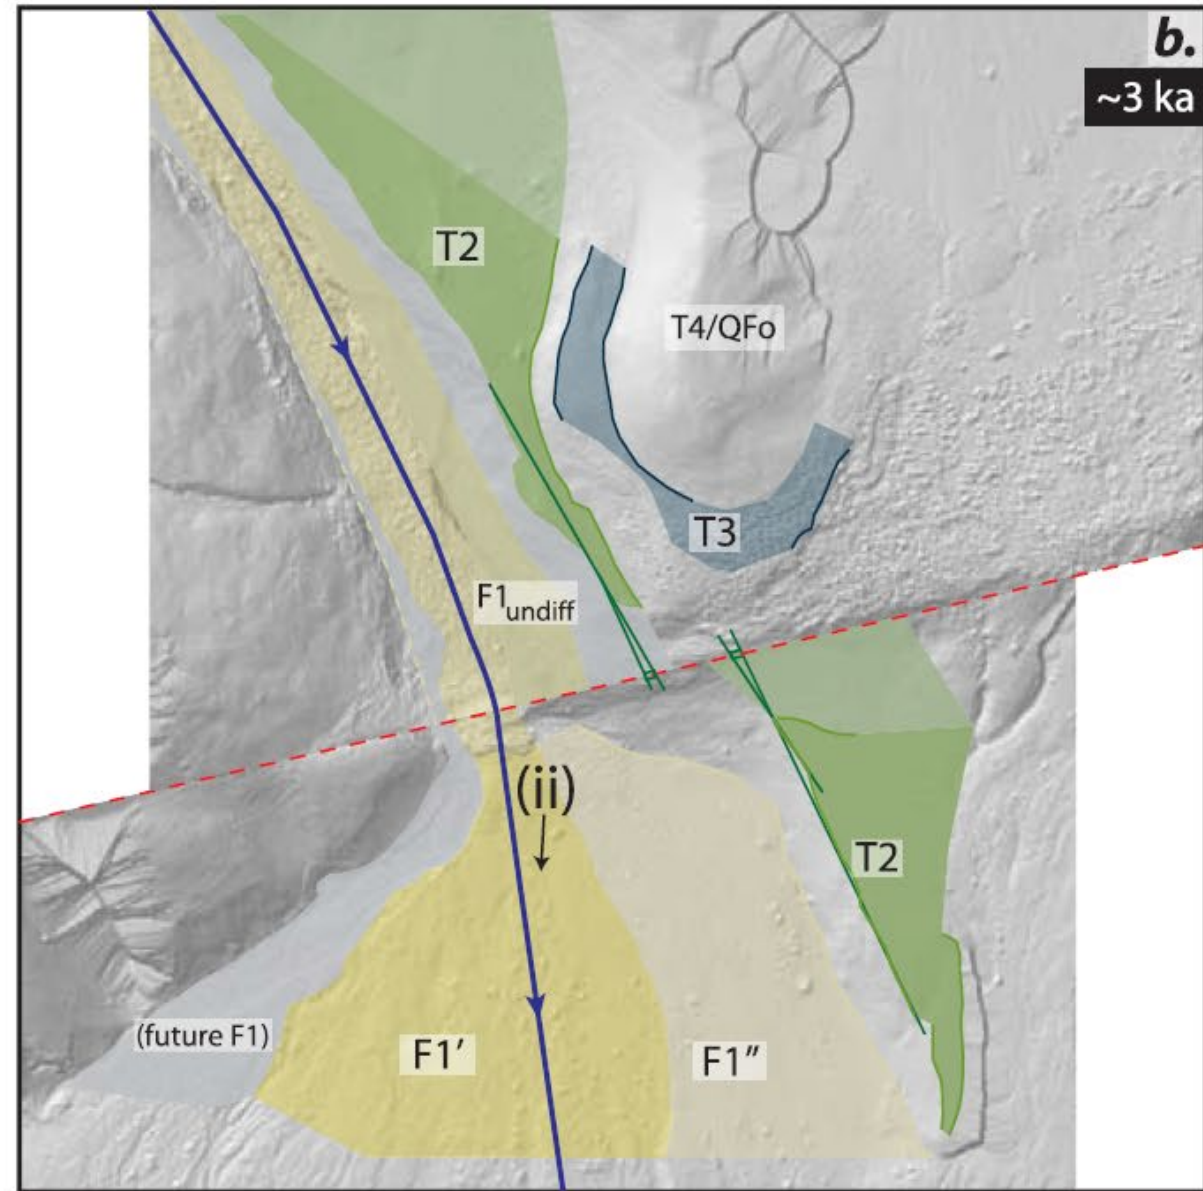 b.
~3 ka
T2
T4/QFo
T3
F1undiff
(ii)
T2
(future F1)
F1′
F1″